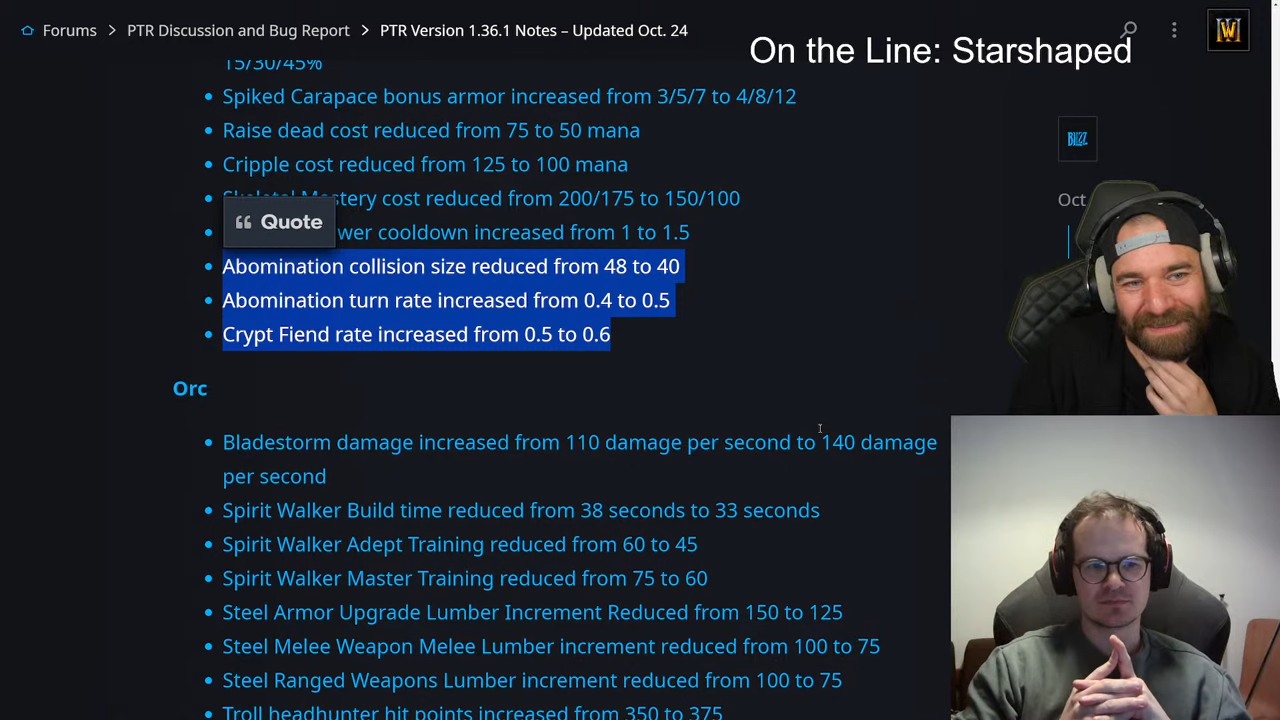 Forums > PTR Discussion and Bug Report > PTR Version 1.36.1 Notes – Updated Oct. 24
On the Line: Starshaped
15/30/45%
• Spiked Carapace bonus armor increased from 3/5/7 to 4/8/12
• Raise dead cost reduced from 75 to 50 mana
BLIZZ
• Cripple cost reduced from 125 to 100 mana
• Skeletal Mastery cost reduced from 200/175 to 150/100
Oct
Quote
• wer cooldown increased from 1 to 1.5
• Abomination collision size reduced from 48 to 40
• Abomination turn rate increased from 0.4 to 0.5
• Crypt Fiend rate increased from 0.5 to 0.6
Orc
• Bladestorm damage increased from 110 damage per second to 140 damage
per second
• Spirit Walker Build time reduced from 38 seconds to 33 seconds
• Spirit Walker Adept Training reduced from 60 to 45
• Spirit Walker Master Training reduced from 75 to 60
• Steel Armor Upgrade Lumber Increment Reduced from 150 to 125
• Steel Melee Weapon Melee Lumber increment reduced from 100 to 75
• Steel Ranged Weapons Lumber increment reduced from 100 to 75
• Troll headhunter hit points increased from 350 to 375